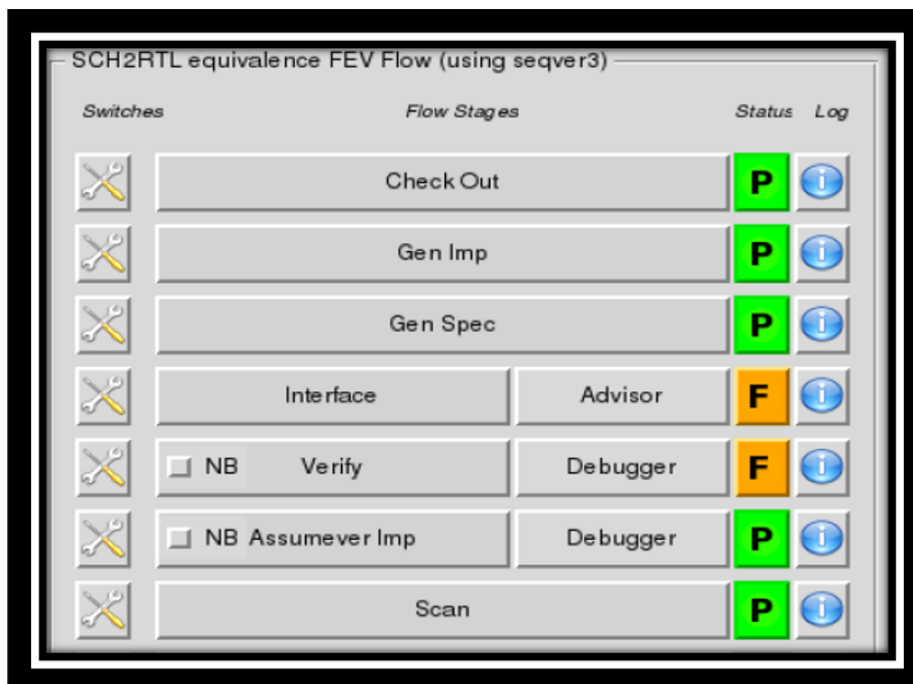 SCH2RTL equivalence FEV Flow (using seqver3)
Switches Flow Stages Status Log
Check Out P i
Gen Imp P i
Gen Spec P i
Interface Advisor F i
NB Verify Debugger F i
NB Assumever Imp Debugger P i
Scan P i